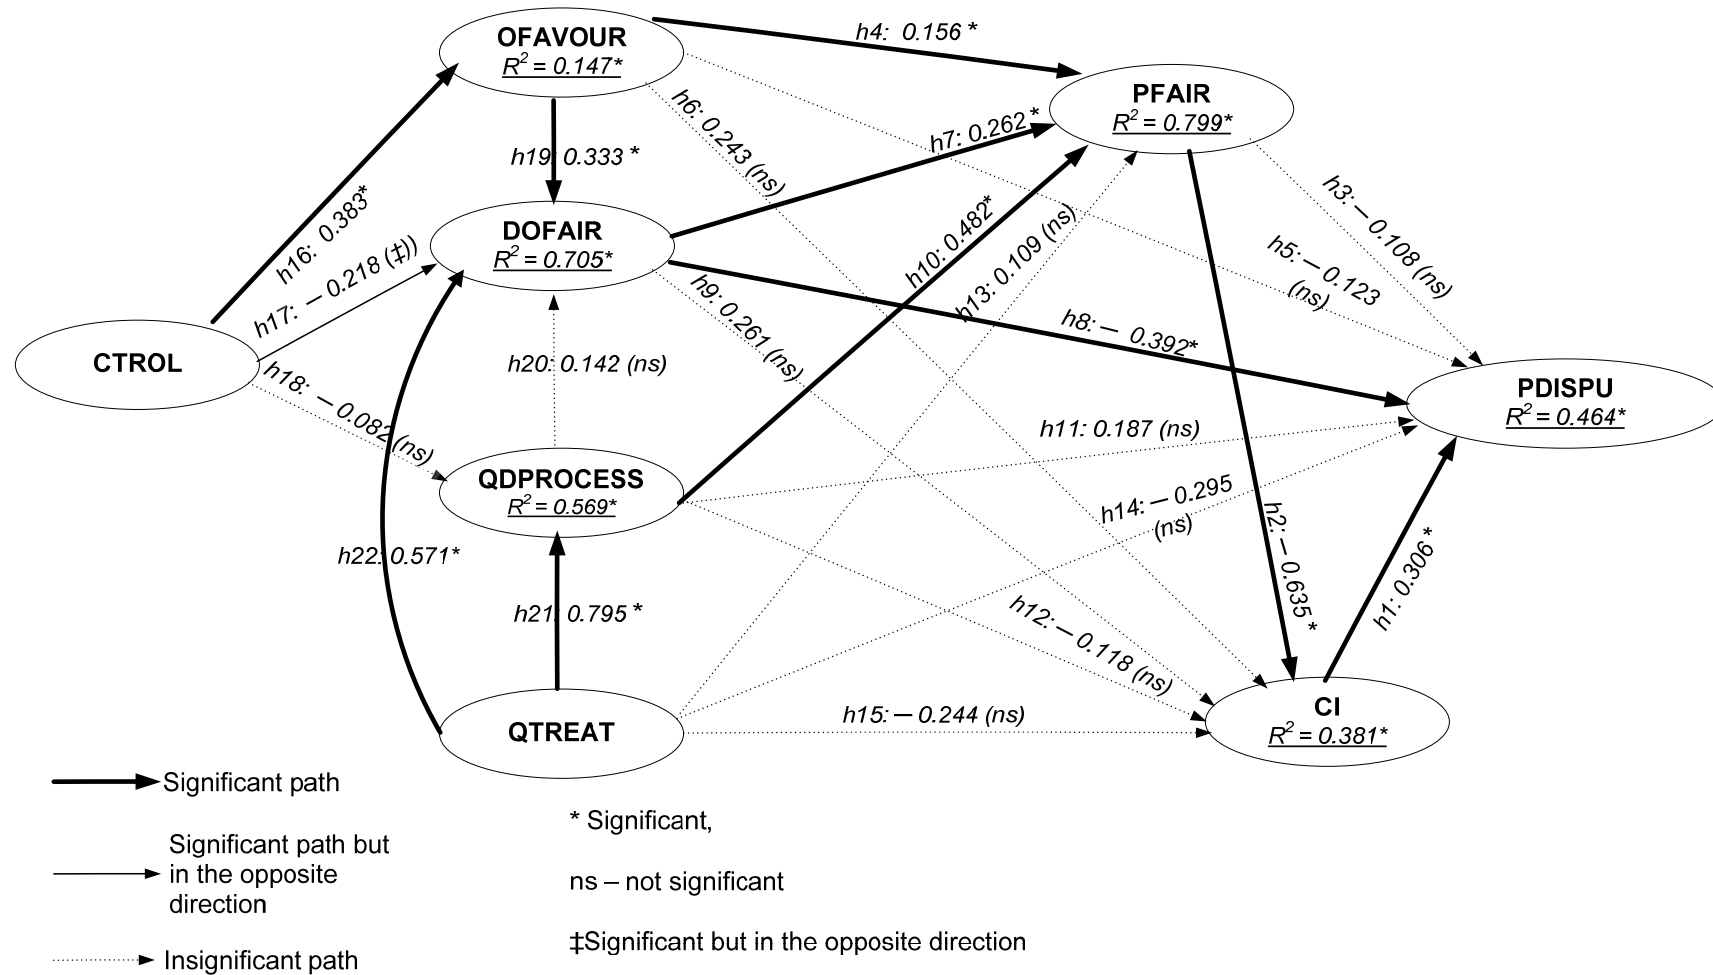 OFAVOUR
R² = 0.147*
h4: 0.156 *
PFAIR
R² = 0.799*
h6: 0.243 (ns)
h7: 0.262 *
h19: 0.333 *
h16: 0.383*
DOFAIR
R² = 0.705*
h17: – 0.218 (‡))
h10: 0.482*
h13: 0.109 (ns)
h3: – 0.108 (ns)
h5: – 0.123
(ns)
h9: 0.261 (ns)
h8: – 0.392*
CTROL
h18: – 0.082 (ns)
h20: 0.142 (ns)
PDISPU
R² = 0.464*
h11: 0.187 (ns)
QDPROCESS
R² = 0.569*
h14: – 0.295
(ns)
h2: – 0.635 *
h1: 0.306 *
h22: 0.571*
h21: 0.795 *
h12: – 0.118 (ns)
QTREAT
h15: – 0.244 (ns)
CI
R² = 0.381*
Significant path
* Significant,
Significant path but
in the opposite
direction
ns – not significant
‡Significant but in the opposite direction
Insignificant path